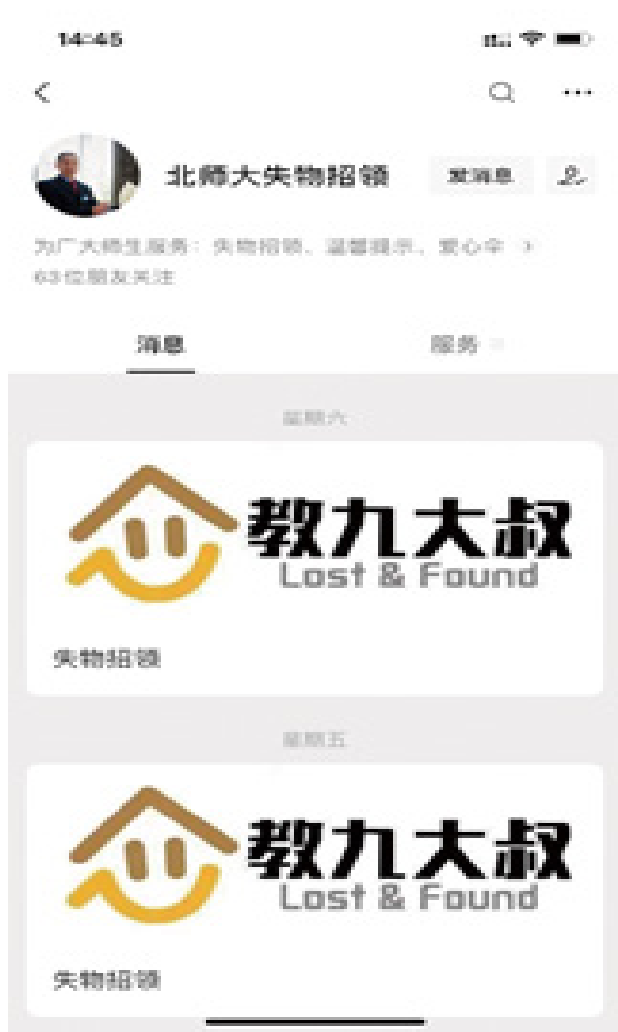 14:45
北师大失物招领
发消息
为广大师生服务：失物招领、温馨提示、爱心伞 >
63位朋友关注
消息
服务
星期六
教九大叔
Lost & Found
失物招领
星期五
教九大叔
Lost & Found
失物招领